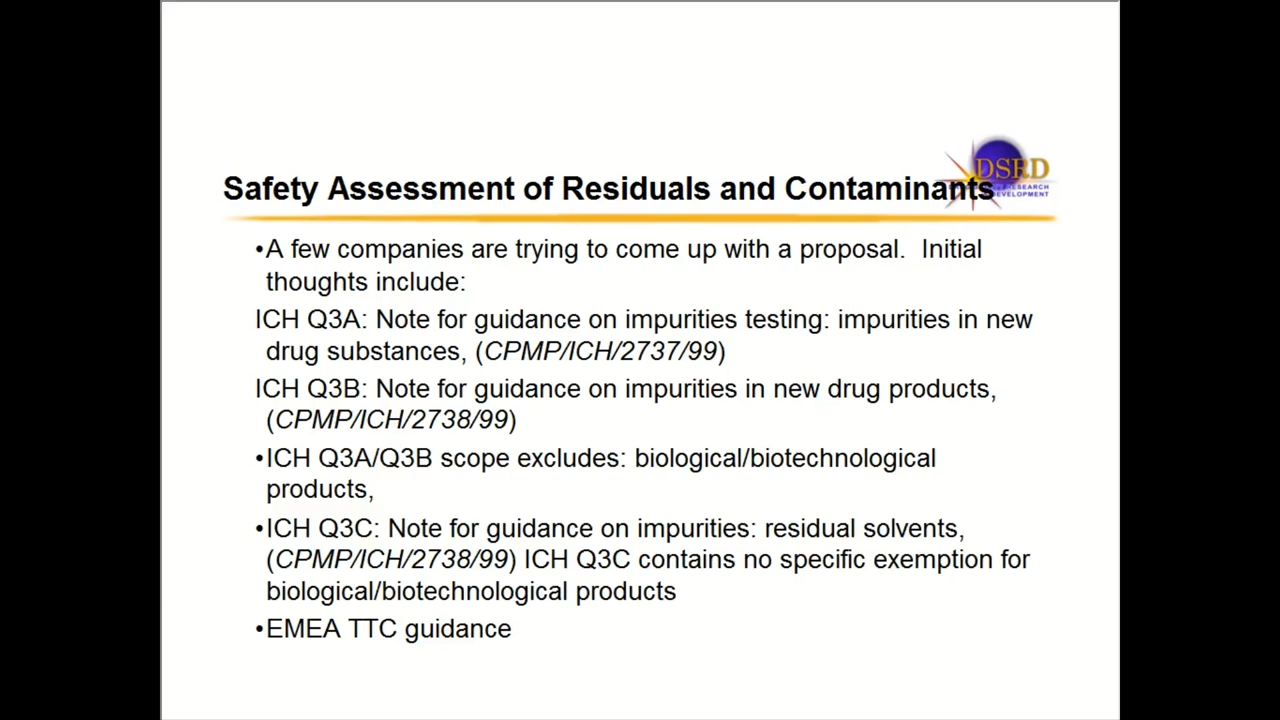 DSRD
Safety Assessment of Residuals and Contaminants
RESEARCH
DEVELOPMENT
•A few companies are trying to come up with a proposal.  Initial
thoughts include:
ICH Q3A: Note for guidance on impurities testing: impurities in new
drug substances, (CPMP/ICH/2737/99)
ICH Q3B: Note for guidance on impurities in new drug products,
(CPMP/ICH/2738/99)
•ICH Q3A/Q3B scope excludes: biological/biotechnological
products,
•ICH Q3C: Note for guidance on impurities: residual solvents,
(CPMP/ICH/2738/99) ICH Q3C contains no specific exemption for
biological/biotechnological products
•EMEA TTC guidance